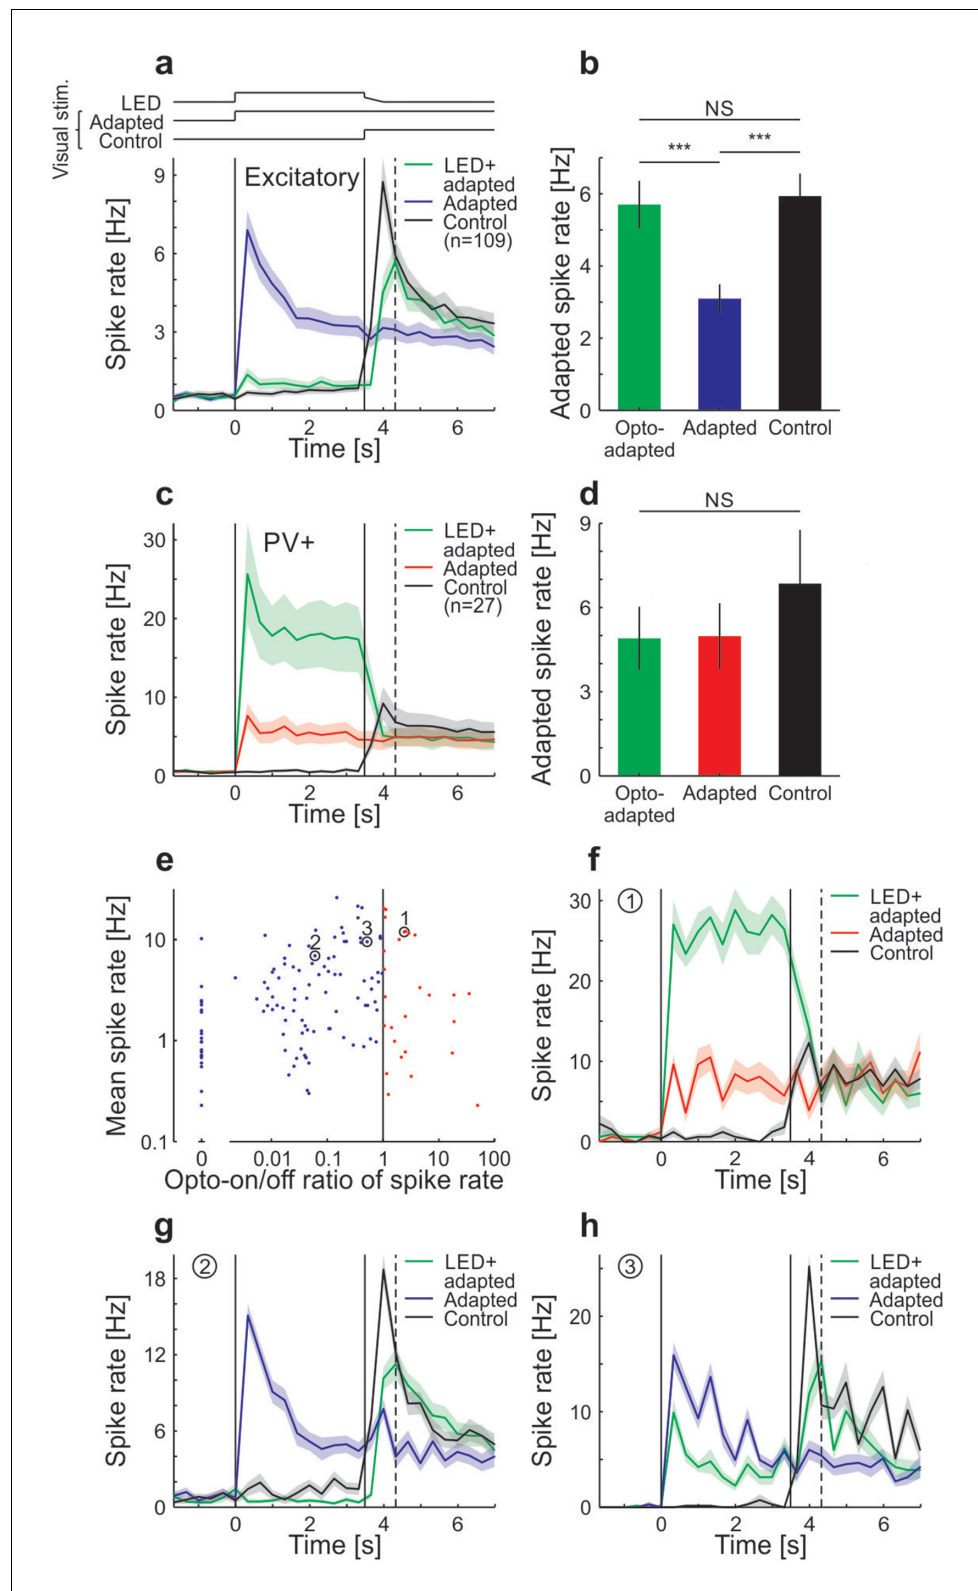 a
Visual stim.
LED
Adapted
Control
Excitatory
LED+
adapted
Adapted
Control
(n=109)
Spike rate [Hz]
9
6
3
0
0 2 4 6
Time [s]
b
NS
*** ***
Adapted spike rate [Hz]
6
4
2
0
Opto-
adapted
Adapted
Control
c
PV+
LED+
adapted
Adapted
Control
(n=27)
Spike rate [Hz]
30
20
10
0
0 2 4 6
Time [s]
d
NS
Adapted spike rate [Hz]
9
6
3
0
Opto-
adapted
Adapted
Control
e
Mean spike rate [Hz]
10
1
0.1
1
2
3
0 0.01 0.1 1 10 100
Opto-on/off ratio of spike rate
f
1
LED+
adapted
Adapted
Control
Spike rate [Hz]
30
20
10
0
0 2 4 6
Time [s]
g
2
LED+
adapted
Adapted
Control
Spike rate [Hz]
18
12
6
0
0 2 4 6
Time [s]
h
3
LED+
adapted
Adapted
Control
Spike rate [Hz]
20
10
0
0 2 4 6
Time [s]